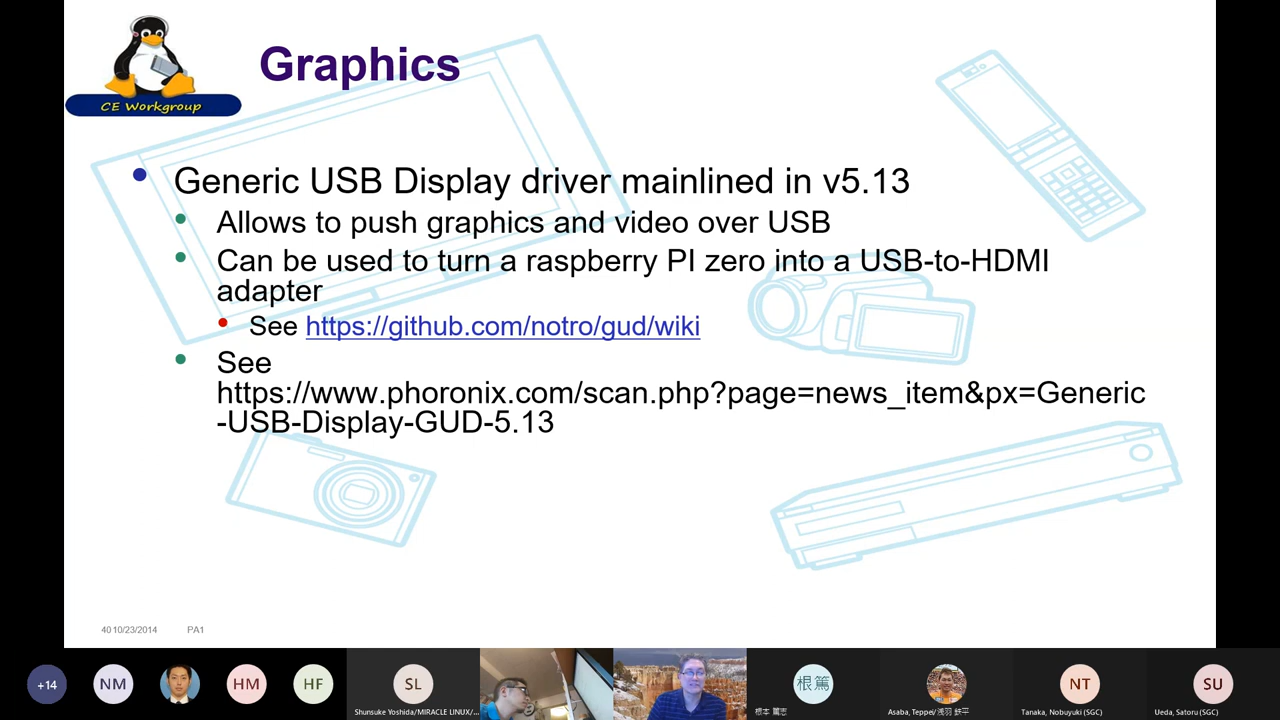 CE Workgroup
Graphics
Generic USB Display driver mainlined in v5.13
Allows to push graphics and video over USB
Can be used to turn a raspberry PI zero into a USB-to-HDMI
adapter
See https://github.com/notro/gud/wiki
See
https://www.phoronix.com/scan.php?page=news_item&px=Generic
-USB-Display-GUD-5.13
40 10/23/2014 PA1
+14
NM
HM
HF
SL
Shunsuke Yoshida/MIRACLE LINUX/...
根篤
根本 篤志
Asaba, Teppei/浅羽 鉄平
NT
Tanaka, Nobuyuki (SGC)
SU
Ueda, Satoru (SGC)